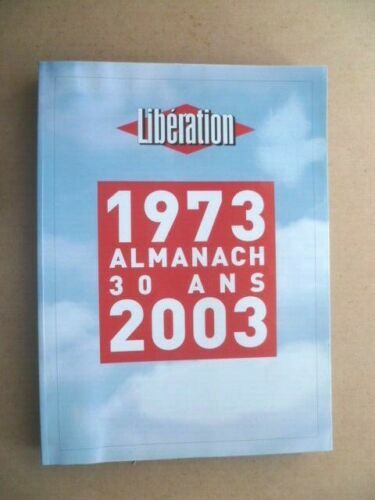 Libération
1973
ALMANACH
30 ANS
2003